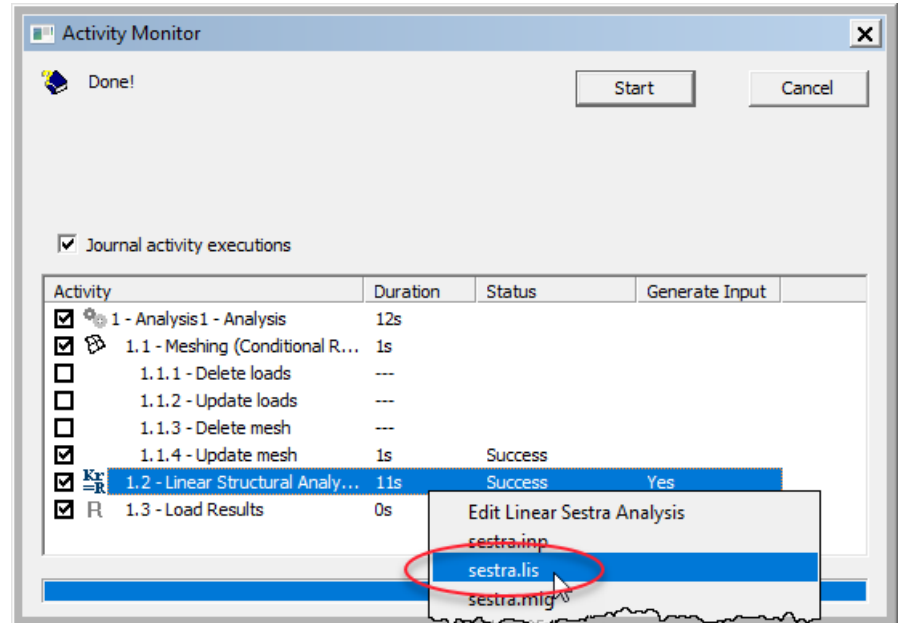 Activity Monitor
Done!
Start
Cancel
Journal activity executions
Activity Duration Status Generate Input
1 - Analysis1 - Analysis 12s
1.1 - Meshing (Conditional R... 1s
1.1.1 - Delete loads ---
1.1.2 - Update loads ---
1.1.3 - Delete mesh ---
1.1.4 - Update mesh 1s Success
Kr
=R
1.2 - Linear Structural Analy... 11s Success Yes
R 1.3 - Load Results 0s
Edit Linear Sestra Analysis
sestra.inp
sestra.lis
sestra.mlg